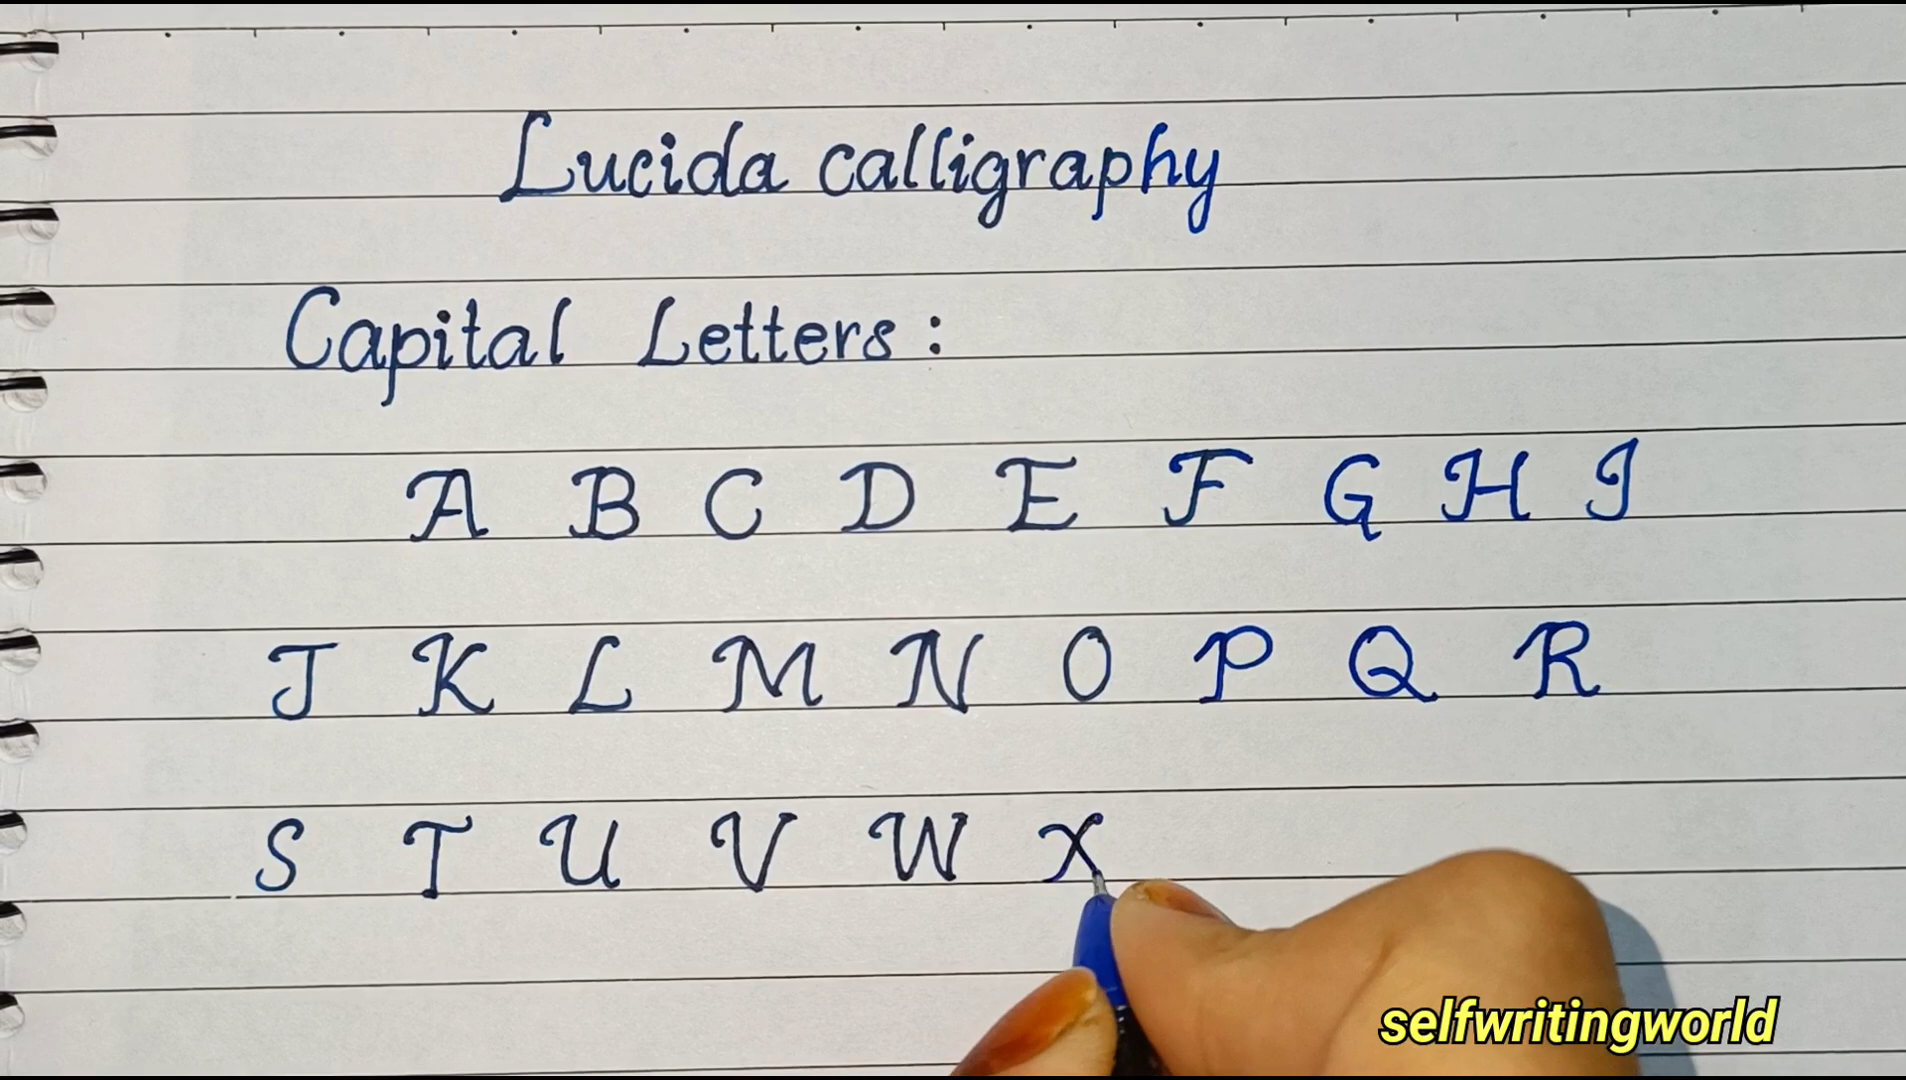 Lucida calligraphy
Capital Letters :
A B C D E F G H I
J K L M N O P Q R
S T U V W X
selfwritingworld